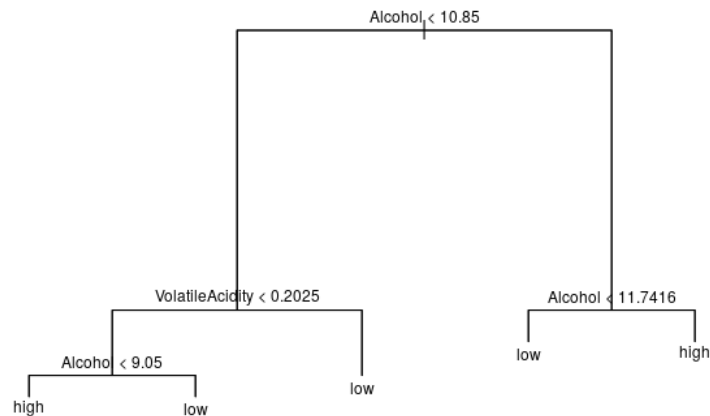 Alcohol < 10.85
VolatileAcidity < 0.2025
Alcohol < 11.7416
Alcohol < 9.05
low
high
low
high
low